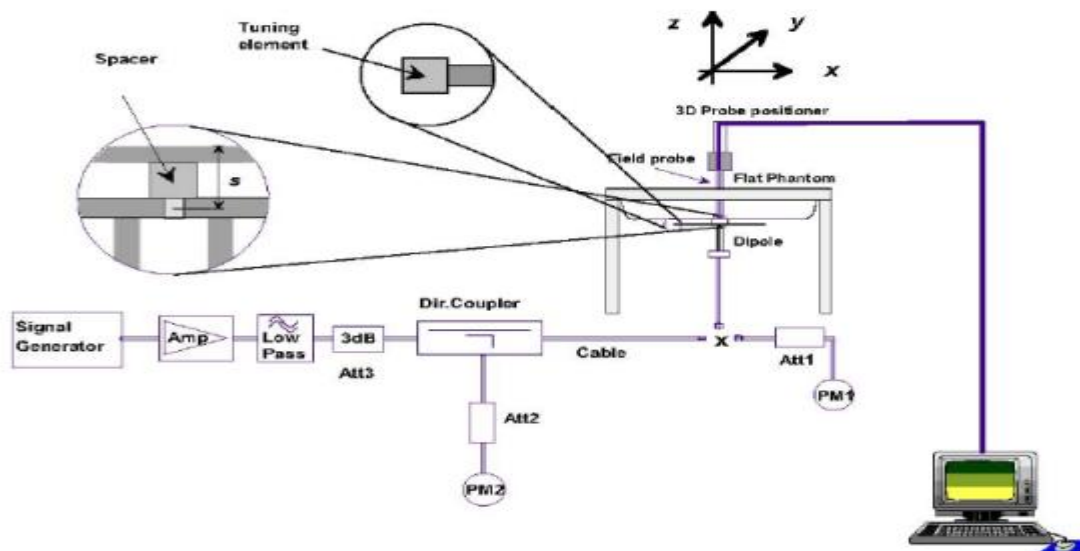 Tuning
element
Spacer
s
z
y
x
3D Probe positioner
Field probe
Flat Phantom
Dipole
Signal
Generator
Amp
Low
Pass
3dB
Att3
Dir.Coupler
Cable
x
Att1
PM1
Att2
PM2